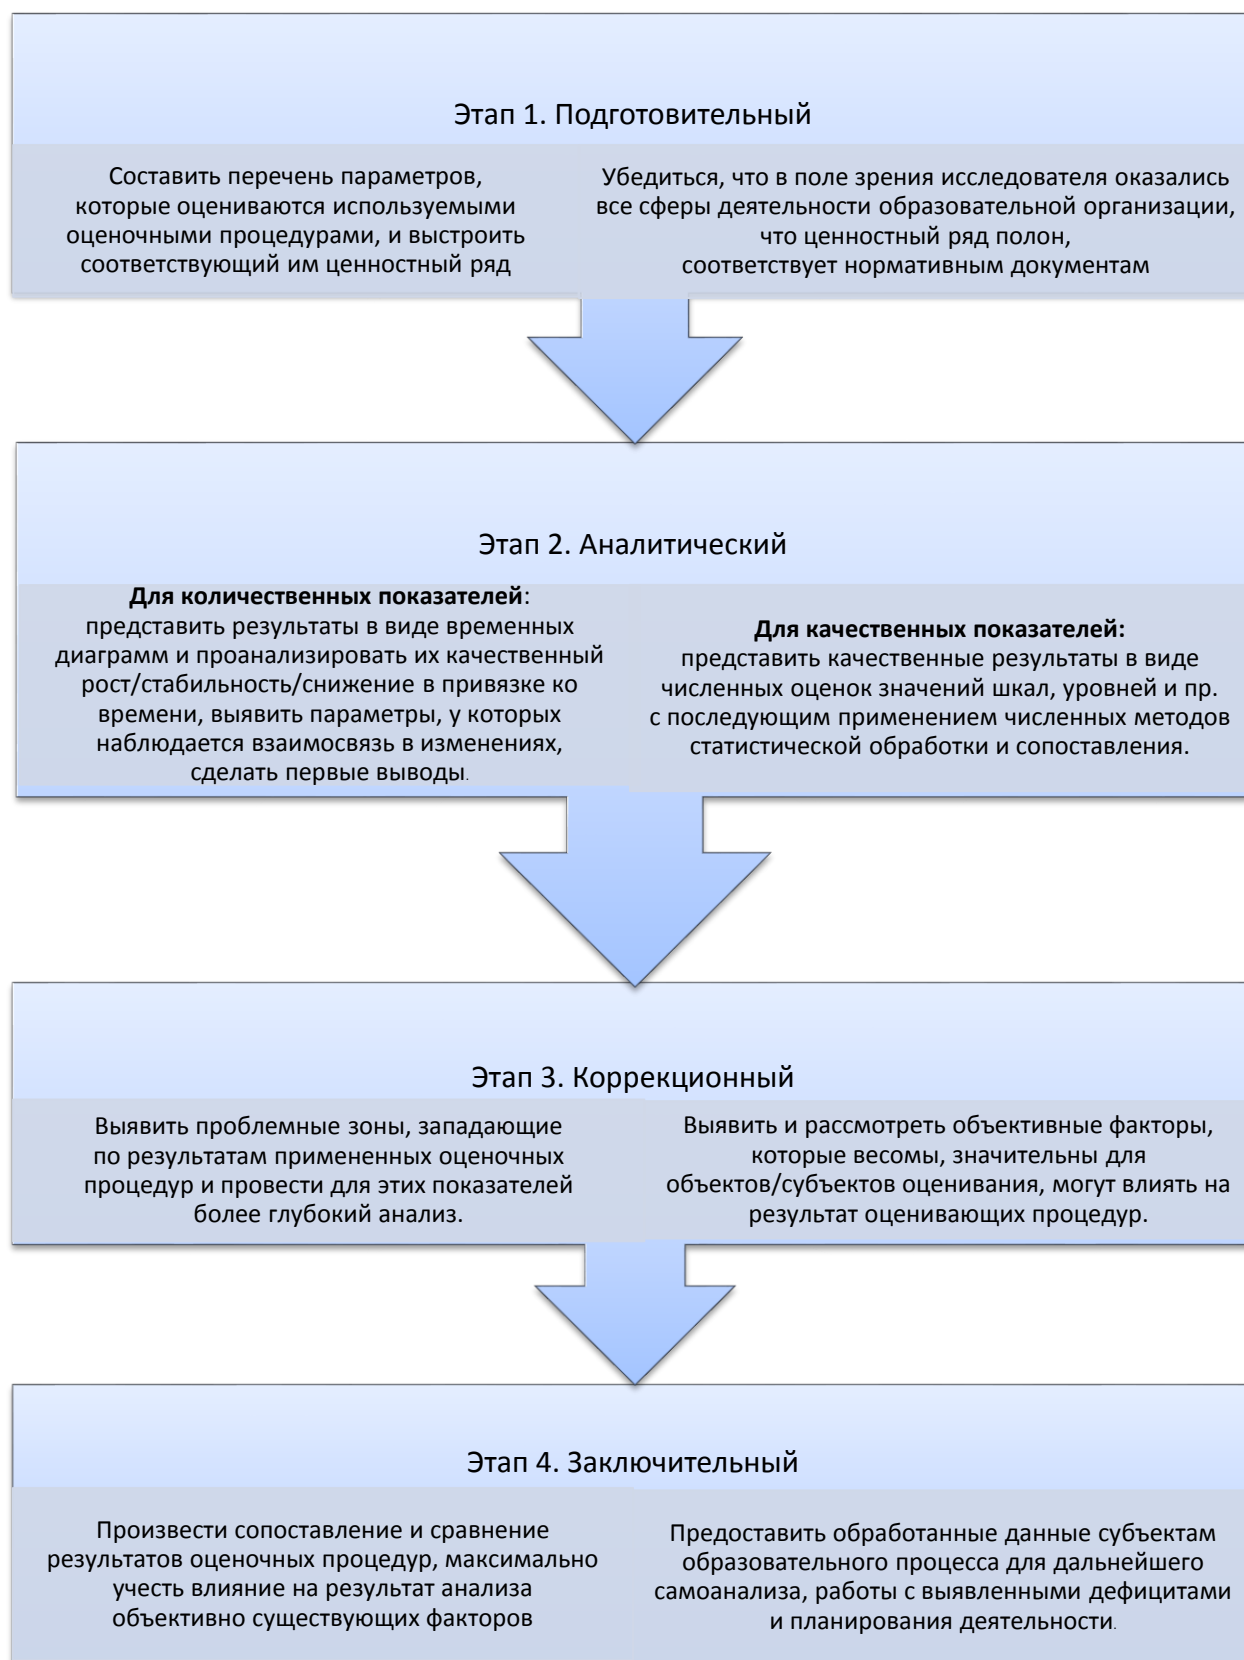 Этап 1. Подготовительный
Составить перечень параметров,
которые оцениваются используемыми
оценочными процедурами, и выстроить
соответствующий им ценностный ряд
Убедиться, что в поле зрения исследователя оказались
все сферы деятельности образовательной организации,
что ценностный ряд полон,
соответствует нормативным документам
Этап 2. Аналитический
Для количественных показателей:
представить результаты в виде временных
диаграмм и проанализировать их качественный
рост/стабильность/снижение в привязке ко
времени, выявить параметры, у которых
наблюдается взаимосвязь в изменениях,
сделать первые выводы.
Для качественных показателей:
представить качественные результаты в виде
численных оценок значений шкал, уровней и пр.
с последующим применением численных методов
статистической обработки и сопоставления.
Этап 3. Коррекционный
Выявить проблемные зоны, западающие
по результатам примененных оценочных
процедур и провести для этих показателей
более глубокий анализ.
Выявить и рассмотреть объективные факторы,
которые весомы, значительны для
объектов/субъектов оценивания, могут влиять на
результат оценивающих процедур.
Этап 4. Заключительный
Произвести сопоставление и сравнение
результатов оценочных процедур, максимально
учесть влияние на результат анализа
объективно существующих факторов
Предоставить обработанные данные субъектам
образовательного процесса для дальнейшего
самоанализа, работы с выявленными дефицитами
и планирования деятельности.